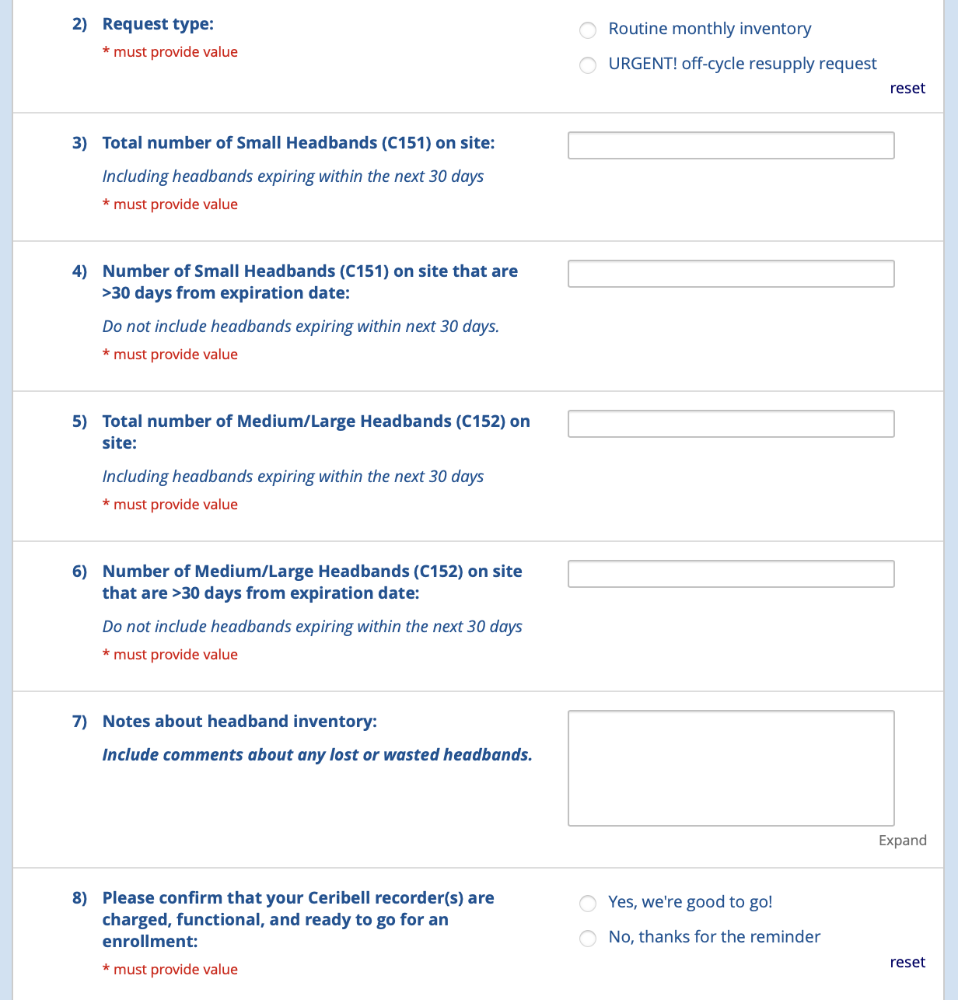 2) Request type:
* must provide value
Routine monthly inventory
URGENT! off-cycle resupply request
reset
3) Total number of Small Headbands (C151) on site:
Including headbands expiring within the next 30 days
* must provide value
4) Number of Small Headbands (C151) on site that are
>30 days from expiration date:
Do not include headbands expiring within next 30 days.
* must provide value
5) Total number of Medium/Large Headbands (C152) on
site:
Including headbands expiring within the next 30 days
* must provide value
6) Number of Medium/Large Headbands (C152) on site
that are >30 days from expiration date:
Do not include headbands expiring within the next 30 days
* must provide value
7) Notes about headband inventory:
Include comments about any lost or wasted headbands.
Expand
8) Please confirm that your Ceribell recorder(s) are
charged, functional, and ready to go for an
enrollment:
* must provide value
Yes, we're good to go!
No, thanks for the reminder
reset